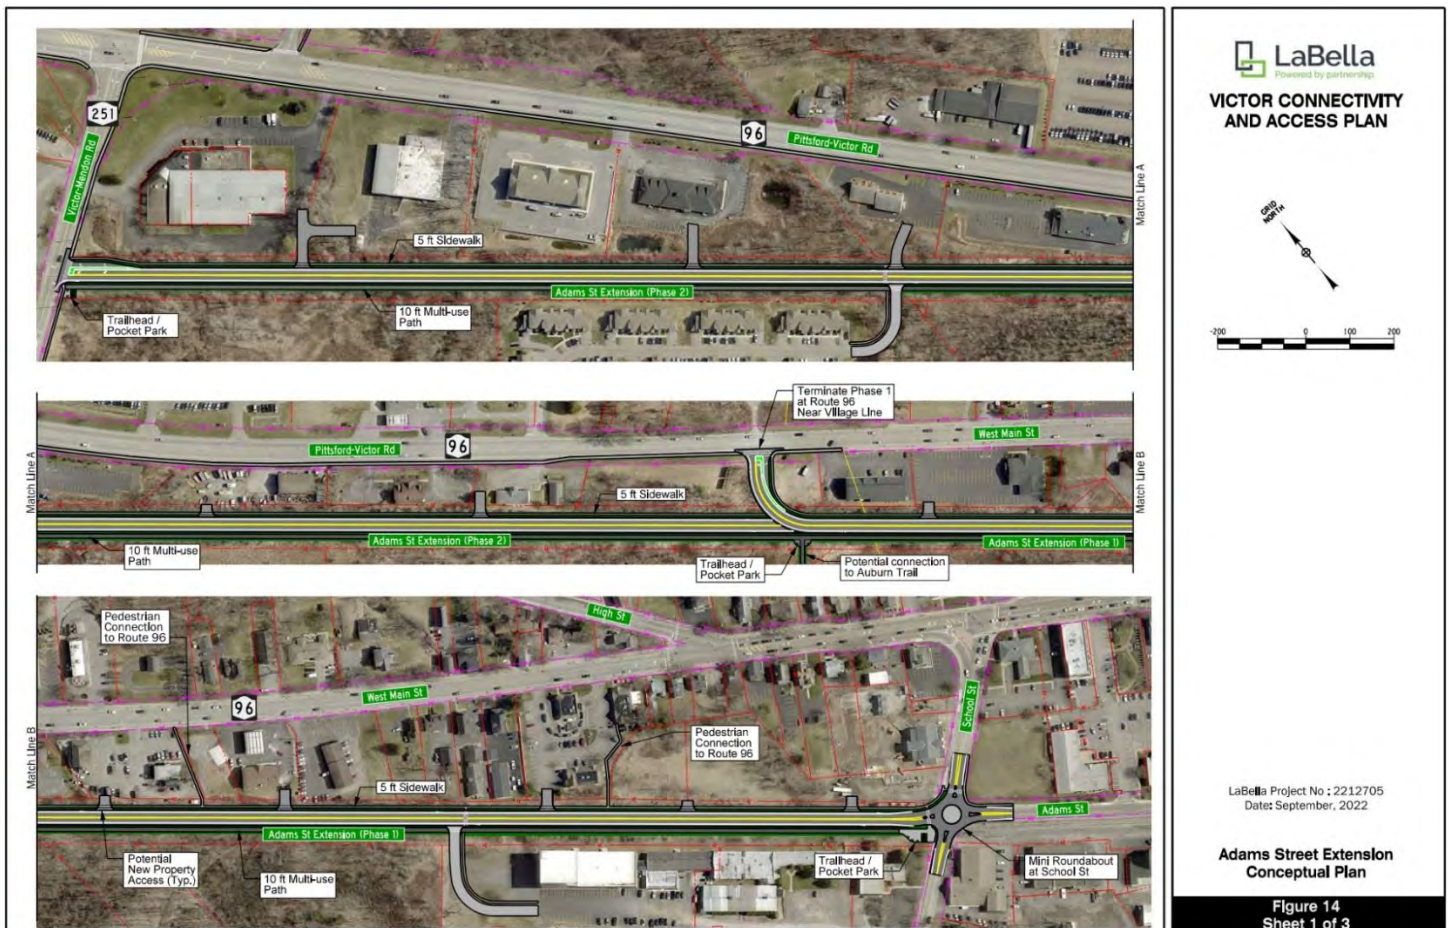 251
Victor-Mendon Rd
96
Pittsford-Victor Rd
Match Line A
5 ft Sidewalk
Adams St Extension (Phase 2)
10 ft Multi-use
Path
Trailhead /
Pocket Park
Match Line A
Pittsford-Victor Rd
96
Terminate Phase 1
at Route 96
Near Village Line
West Main St
Match Line B
5 ft Sidewalk
Adams St Extension (Phase 2)
Adams St Extension (Phase 1)
10 ft Multi-use
Path
Trailhead /
Pocket Park
Potential connection
to Auburn Trail
Match Line B
Pedestrian
Connection
to Route 96
High St
96
West Main St
School St
Pedestrian
Connection
to Route 96
5 ft Sidewalk
Adams St
Adams St Extension (Phase 1)
Potential
New Property
Access (Typ.)
10 ft Multi-use
Path
Trailhead /
Pocket Park
Mini Roundabout
at School St
LaBella
Powered by partnership.
VICTOR CONNECTIVITY
AND ACCESS PLAN
GRID
NORTH
-200 0 100 200
LaBella Project No : 2212705
Date: September, 2022
Adams Street Extension
Conceptual Plan
Figure 14
Sheet 1 of 3